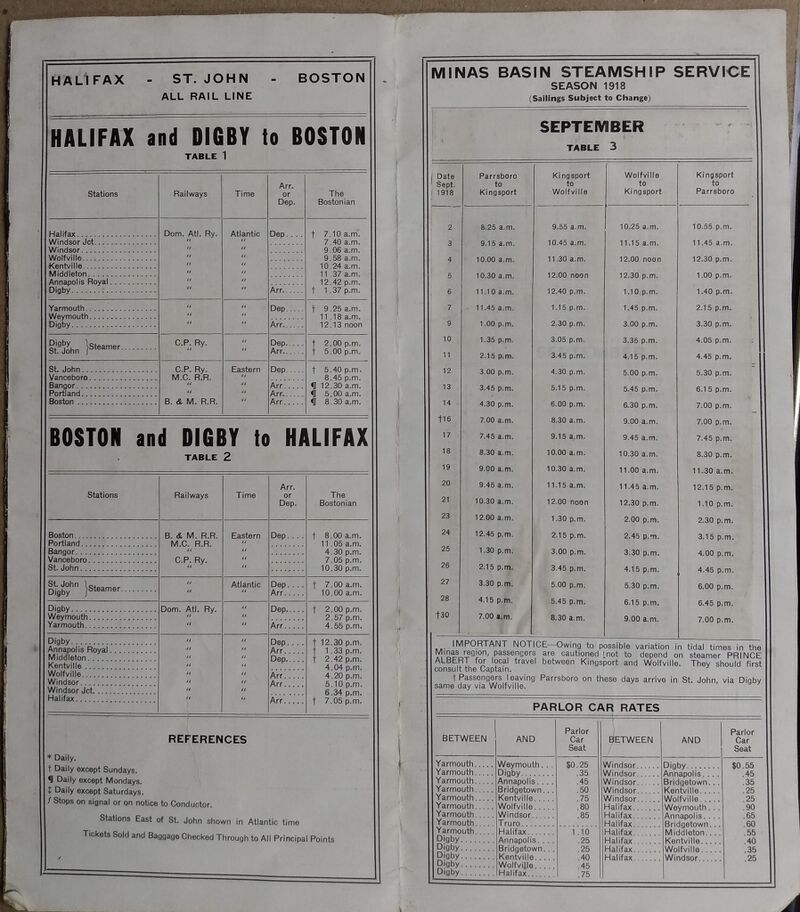 HALIFAX - ST. JOHN - BOSTON
ALL RAIL LINE
HALIFAX and DIGBY to BOSTON
TABLE 1
Stations Railways Time Arr. or Dep. The Bostonian
Halifax.................. Dom. Atl. Ry. Atlantic Dep.... † 7.10 a.m.
Windsor Jct.............. " " ........ 7.40 a.m.
Windsor.................. " " ........ 9.06 a.m.
Wolfville................ " " ........ 9.58 a.m.
Kentville................ " " ........ 10.24 a.m.
Middleton................ " " ........ 11.37 a.m.
Annapolis Royal.......... " " ........ 12.42 p.m.
Digby.................... " " Arr..... † 1.37 p.m.
Yarmouth................. " " Dep.... † 9.25 a.m.
Weymouth................. " " ........ 11.18 a.m.
Digby.................... " " Arr..... 12.13 noon
Digby } Steamer......... C.P. Ry. " Dep.... † 2.00 p.m.
St. John } " Arr..... † 5.00 p.m.
St. John................. C.P. Ry. Eastern Dep.... † 5.40 p.m.
Vanceboro................ M.C. R.R. " ........ 8.45 p.m.
Bangor................... " " Arr..... ¶ 12.30 a.m.
Portland................. " " Arr..... ¶ 5.00 a.m.
Boston .................. B. & M. R.R. " Arr..... ¶ 8.30 a.m.
BOSTON and DIGBY to HALIFAX
TABLE 2
Stations Railways Time Arr. or Dep. The Bostonian
Boston................... B. & M. R.R. Eastern Dep.... † 8.00 a.m.
Portland................. M.C. R.R. " ........ 11.05 a.m.
Bangor................... " " ........ 4.30 p.m.
Vanceboro................ C.P. Ry. " ........ 7.05 p.m.
St. John................. " " ........ 10.30 p.m.
St. John } Steamer......... " Atlantic Dep.... † 7.00 a.m.
Digby } " " Arr..... 10.00 a.m.
Digby.................... Dom. Atl. Ry. " Dep.... † 2.00 p.m.
Weymouth................. " " ........ 2.57 p.m.
Yarmouth................. " " Arr..... 4.55 p.m.
Digby.................... " " Dep.... † 12.30 p.m.
Annapolis Royal.......... " " Arr..... † 1.33 p.m.
Middleton................ " " Dep.... † 2.42 p.m.
Kentville................ " " ........ 4.04 p.m.
Wolfville................ " " Arr..... 4.20 p.m.
Windsor.................. " " Arr..... 5.10 p.m.
Windsor Jct.............. " " ........ 6.34 p.m.
Halifax.................. " " Arr..... † 7.05 p.m.
REFERENCES
* Daily.
† Daily except Sundays.
¶ Daily except Mondays.
‡ Daily except Saturdays.
f Stops on signal or on notice to Conductor.
Stations East of St. John shown in Atlantic time
Tickets Sold and Baggage Checked Through to All Principal Points
MINAS BASIN STEAMSHIP SERVICE
SEASON 1918
(Sailings Subject to Change)
SEPTEMBER
TABLE 3
Date Sept. 1918 Parrsboro to Kingsport Kingsport to Wolfville Wolfville to Kingsport Kingsport to Parrsboro
2 8.25 a.m. 9.55 a.m. 10.25 a.m. 10.55 p.m.
3 9.15 a.m. 10.45 a.m. 11.15 a.m. 11.45 a.m.
4 10.00 a.m. 11.30 a.m. 12.00 noon 12.30 p.m.
5 10.30 a.m. 12.00 noon 12.30 p.m. 1.00 p.m.
6 11.10 a.m. 12.40 p.m. 1.10 p.m. 1.40 p.m.
7 11.45 a.m. 1.15 p.m. 1.45 p.m. 2.15 p.m.
9 1.00 p.m. 2.30 p.m. 3.00 p.m. 3.30 p.m.
10 1.35 p.m. 3.05 p.m. 3.35 p.m. 4.05 p.m.
11 2.15 p.m. 3.45 p.m. 4.15 p.m. 4.45 p.m.
12 3.00 p.m. 4.30 p.m. 5.00 p.m. 5.30 p.m.
13 3.45 p.m. 5.15 p.m. 5.45 p.m. 6.15 p.m.
14 4.30 p.m. 6.00 p.m. 6.30 p.m. 7.00 p.m.
†16 7.00 a.m. 8.30 a.m. 9.00 a.m. 7.00 p.m.
17 7.45 a.m. 9.15 a.m. 9.45 a.m. 7.45 p.m.
18 8.30 a.m. 10.00 a.m. 10.30 a.m. 8.30 p.m.
19 9.00 a.m. 10.30 a.m. 11.00 a.m. 11.30 a.m.
20 9.45 a.m. 11.15 a.m. 11.45 a.m. 12.15 p.m.
21 10.30 a.m. 12.00 noon 12.30 p.m. 1.10 p.m.
23 12.00 a.m. 1.30 p.m. 2.00 p.m. 2.30 p.m.
24 12.45 p.m. 2.15 p.m. 2.45 p.m. 3.15 p.m.
25 1.30 p.m. 3.00 p.m. 3.30 p.m. 4.00 p.m.
26 2.15 p.m. 3.45 p.m. 4.15 p.m. 4.45 p.m.
27 3.30 p.m. 5.00 p.m. 5.30 p.m. 6.00 p.m.
28 4.15 p.m. 5.45 p.m. 6.15 p.m. 6.45 p.m.
†30 7.00 a.m. 8.30 a.m. 9.00 a.m. 7.00 p.m.
IMPORTANT NOTICE—Owing to possible variation in tidal times in the
Minas region, passengers are cautioned not to depend on steamer PRINCE
ALBERT for local travel between Kingsport and Wolfville. They should first
consult the Captain.
† Passengers leaving Parrsboro on these days arrive in St. John, via Digby
same day via Wolfville.
PARLOR CAR RATES
BETWEEN AND Parlor Car Seat BETWEEN AND Parlor Car Seat
Yarmouth..... Weymouth... $0.25 Windsor...... Digby........ $0.55
Yarmouth..... Digby........ .35 Windsor...... Annapolis.... .45
Yarmouth..... Annapolis.... .45 Windsor...... Bridgetown... .35
Yarmouth..... Bridgetown... .50 Windsor...... Kentville..... .25
Yarmouth..... Kentville..... .75 Windsor...... Wolfville..... .25
Yarmouth..... Wolfville..... .80 Halifax...... Weymouth... .90
Yarmouth..... Windsor...... .85 Halifax...... Annapolis.... .65
Yarmouth..... Truro........ ........ Halifax...... Bridgetown... .60
Yarmouth..... Halifax....... 1.10 Halifax...... Middleton.... .55
Digby........ Annapolis.... .25 Halifax...... Kentville..... .40
Digby........ Bridgetown... .25 Halifax...... Wolfville..... .35
Digby........ Kentville..... .40 Halifax...... Windsor...... .25
Digby........ Wolfville..... .45
Digby........ Halifax....... .75